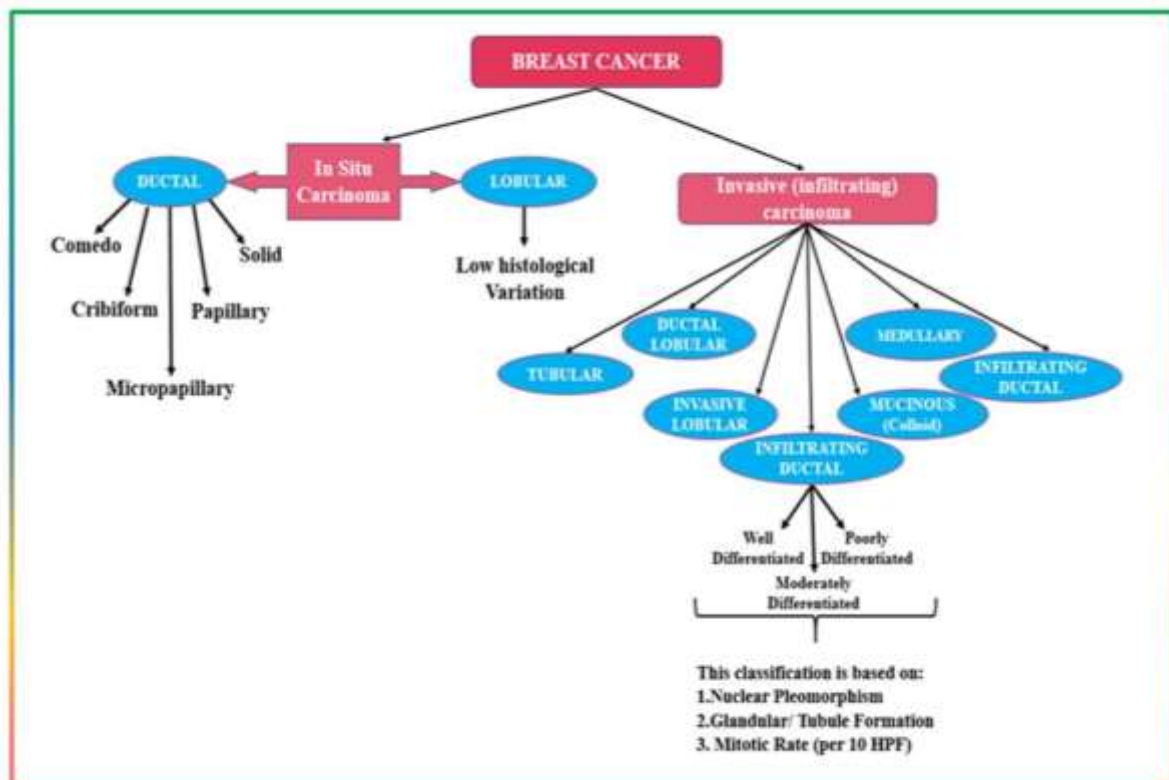 BREAST CANCER
In Situ
Carcinoma
DUCTAL
LOBULAR
Comedo
Solid
Cribiform
Papillary
Micropapillary
Low histological
Variation
Invasive (infiltrating)
carcinoma
DUCTAL
LOBULAR
MEDULLARY
TUBULAR
INFILTRATING
DUCTAL
INVASIVE
LOBULAR
MUCINOUS
(Colloid)
INFILTRATING
DUCTAL
Well
Differentiated
Poorly
Differentiated
Moderately
Differentiated
This classification is based on:
1.Nuclear Pleomorphism
2.Glandular/ Tubule Formation
3. Mitotic Rate (per 10 HPF)